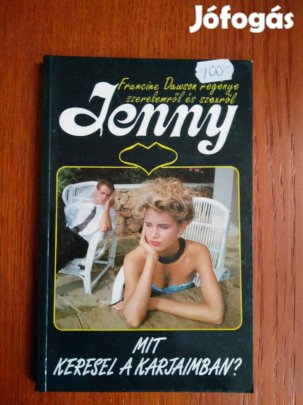 Jófogás
100.-
Francine Dawson regénye
szerelemről és szexről
Jenny
MIT
KERESEL A KARJAIMBAN?